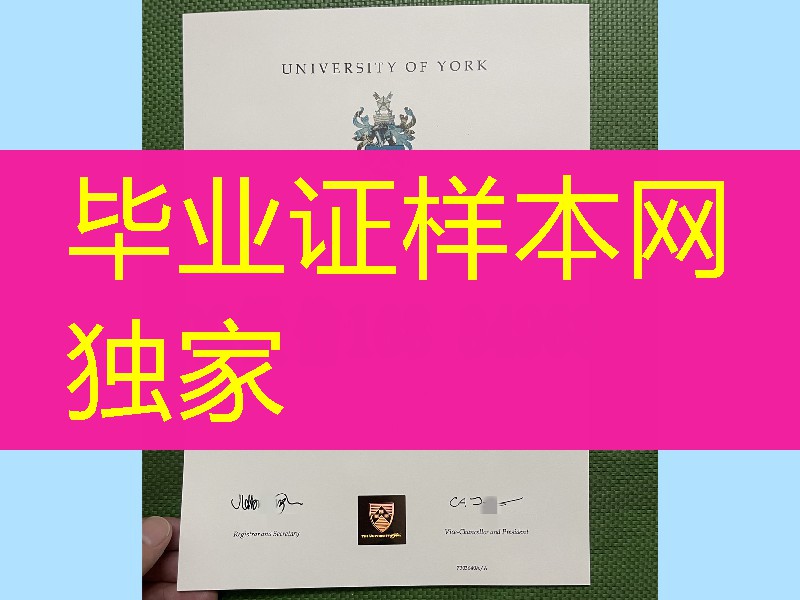 UNIVERSITY OF YORK
毕业证样本网
独家
Registrar and Secretary
Vice-Chancellor and President